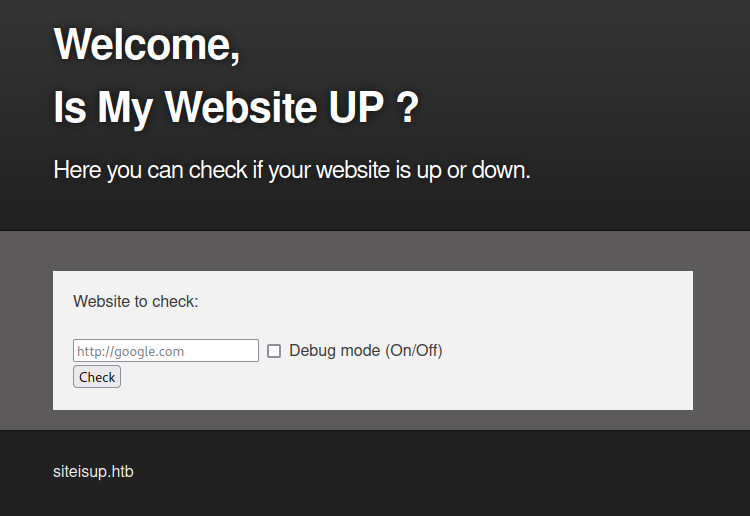 Welcome,
Is My Website UP ?
Here you can check if your website is up or down.
Website to check:
http://google.com Debug mode (On/Off)
Check
siteisup.htb